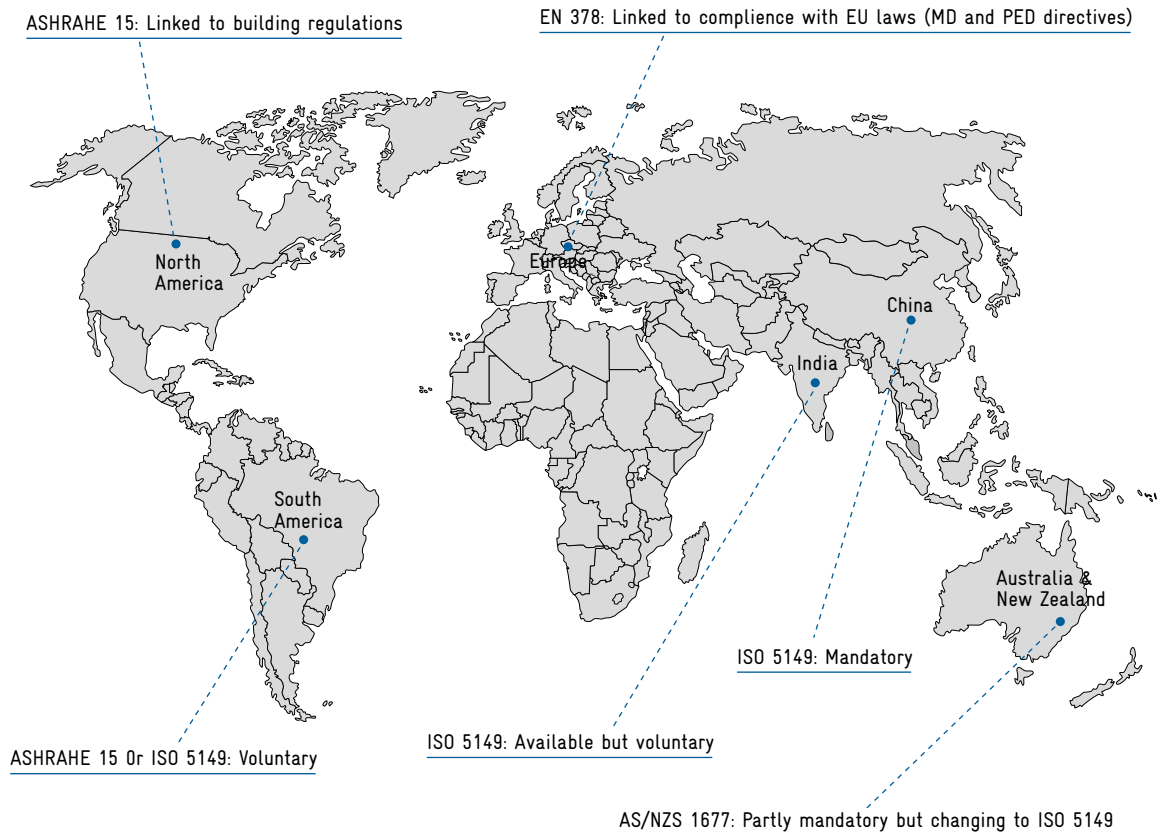 ASHRAHE 15: Linked to building regulations
EN 378: Linked to complience with EU laws (MD and PED directives)
North
America
Europe
China
India
South
America
Australia &
New Zealand
ISO 5149: Mandatory
ISO 5149: Available but voluntary
ASHRAHE 15 Or ISO 5149: Voluntary
AS/NZS 1677: Partly mandatory but changing to ISO 5149